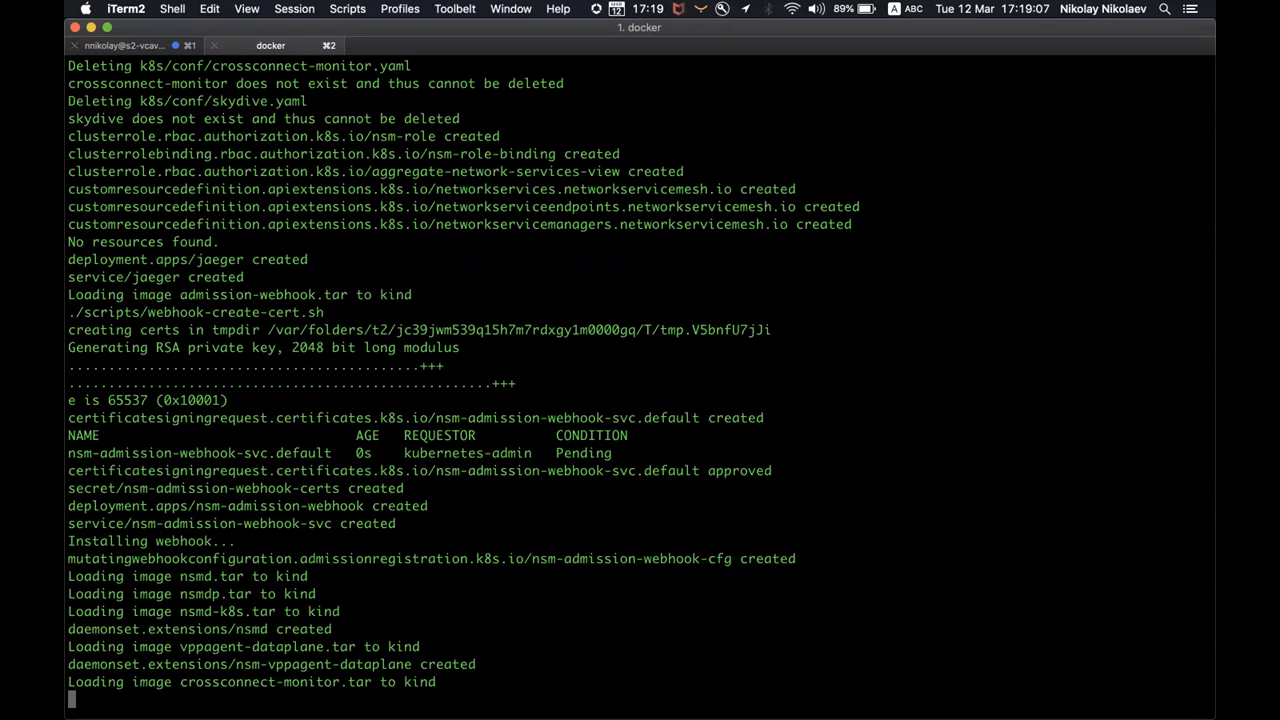 iTerm2 Shell Edit View Session Scripts Profiles Toolbelt Window Help 17:19 89% A ABC Tue 12 Mar 17:19:07 Nikolay Nikolaev
1. docker
nnikolay@s2-vcav... ⌘1 docker ⌘2
Deleting k8s/conf/crossconnect-monitor.yaml
crossconnect-monitor does not exist and thus cannot be deleted
Deleting k8s/conf/skydive.yaml
skydive does not exist and thus cannot be deleted
clusterrole.rbac.authorization.k8s.io/nsm-role created
clusterrolebinding.rbac.authorization.k8s.io/nsm-role-binding created
clusterrole.rbac.authorization.k8s.io/aggregate-network-services-view created
customresourcedefinition.apiextensions.k8s.io/networkservices.networkservicemesh.io created
customresourcedefinition.apiextensions.k8s.io/networkserviceendpoints.networkservicemesh.io created
customresourcedefinition.apiextensions.k8s.io/networkservicemanagers.networkservicemesh.io created
No resources found.
deployment.apps/jaeger created
service/jaeger created
Loading image admission-webhook.tar to kind
./scripts/webhook-create-cert.sh
creating certs in tmpdir /var/folders/t2/jc39jwm539q15h7m7rdxgy1m0000gq/T/tmp.V5bnfU7jJi
Generating RSA private key, 2048 bit long modulus
............................................+++
.....................................................+++
e is 65537 (0x10001)
certificatesigningrequest.certificates.k8s.io/nsm-admission-webhook-svc.default created
NAME AGE REQUESTOR CONDITION
nsm-admission-webhook-svc.default 0s kubernetes-admin Pending
certificatesigningrequest.certificates.k8s.io/nsm-admission-webhook-svc.default approved
secret/nsm-admission-webhook-certs created
deployment.apps/nsm-admission-webhook created
service/nsm-admission-webhook-svc created
Installing webhook...
mutatingwebhookconfiguration.admissionregistration.k8s.io/nsm-admission-webhook-cfg created
Loading image nsmd.tar to kind
Loading image nsmdp.tar to kind
Loading image nsmd-k8s.tar to kind
daemonset.extensions/nsmd created
Loading image vppagent-dataplane.tar to kind
daemonset.extensions/nsm-vppagent-dataplane created
Loading image crossconnect-monitor.tar to kind